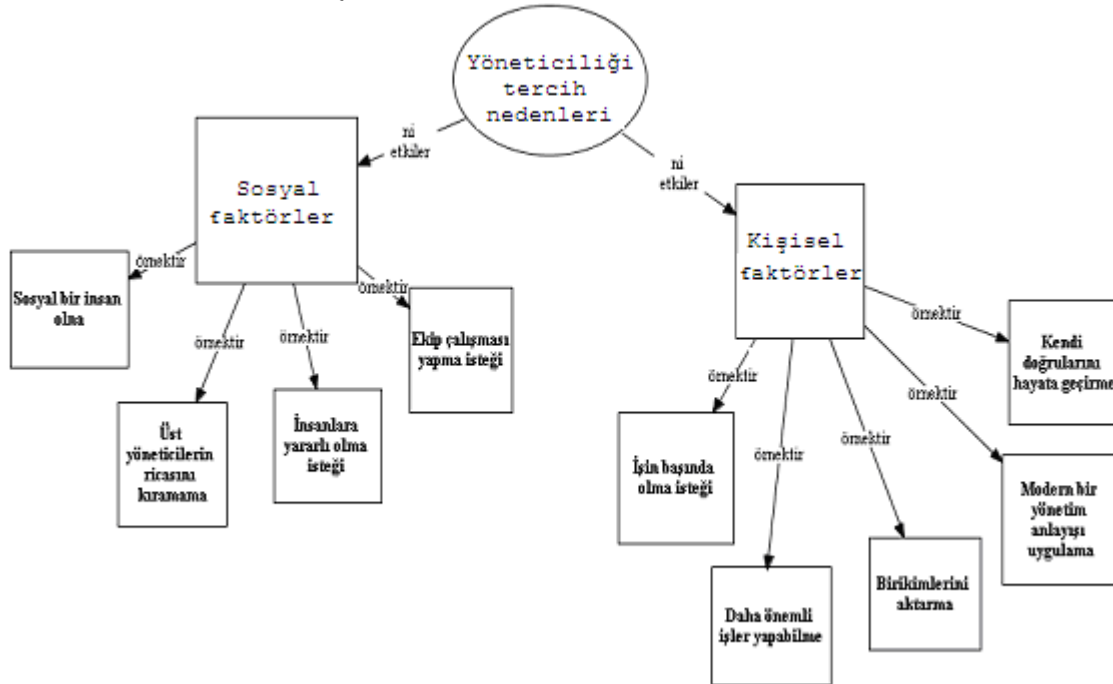 Yöneticiliği
tercih
nedenleri
ni
etkiler
ni
etkiler
Sosyal
faktörler
Kişisel
faktörler
örnektir
örnektir
örnektir
örnektir
Sosyal bir insan
olna
Üst
yöneticilerin
ricasını
kıramama
İnsanlara
yararlı olma
isteği
Ekip çalışması
yapma isteği
örnektir
örnektir
örnektir
örnektir
örnektir
İşin başında
olma isteği
Daha önemli
işler yapabilme
Birikimlerini
aktarma
Modern bir
yönetim
anlayışı
uygulama
Kendi
doğrularını
hayata geçirme